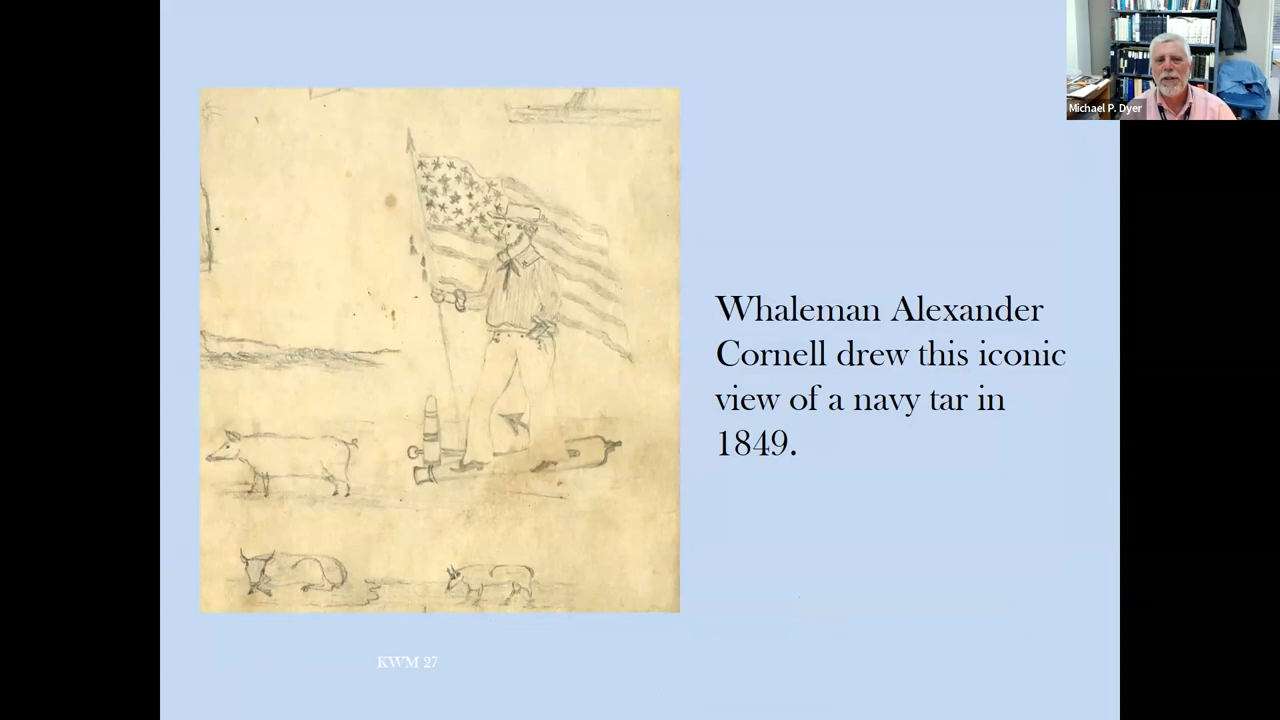 Michael P. Dyer
Whaleman Alexander
Cornell drew this iconic
view of a navy tar in
1849.
KWM 27